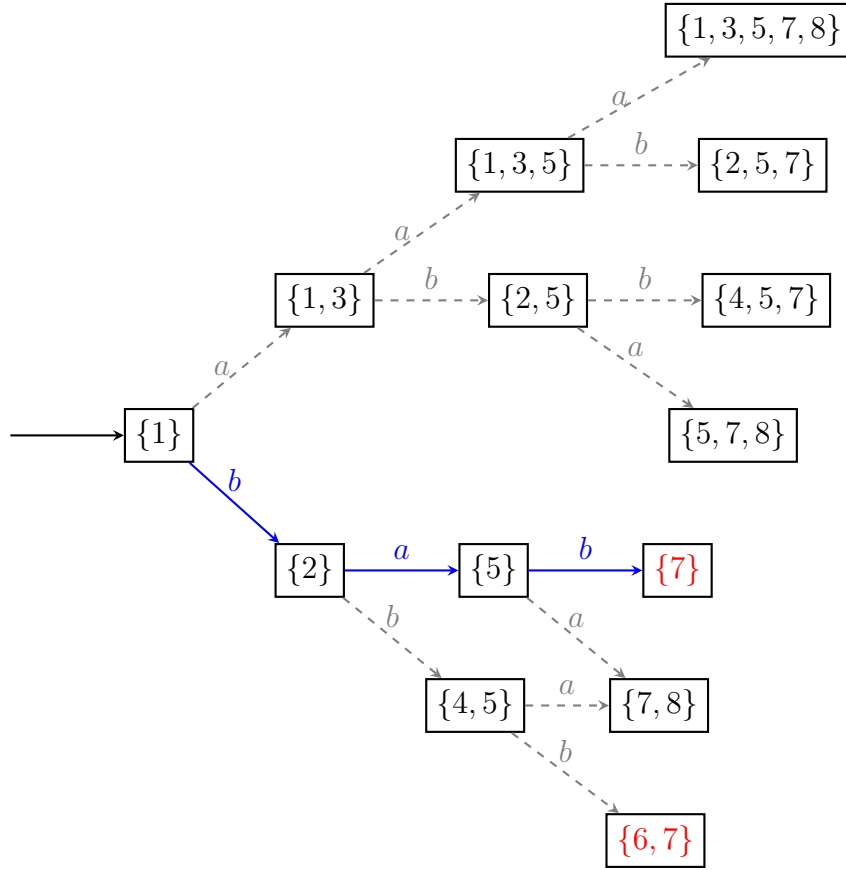 {1, 3, 5, 7, 8}
a
b
{1, 3, 5}
{2, 5, 7}
a
{1, 3}
b
{2, 5}
b
{4, 5, 7}
a
a
{1}
{5, 7, 8}
b
{2}
a
{5}
b
{7}
b
a
{4, 5}
a
{7, 8}
b
{6, 7}